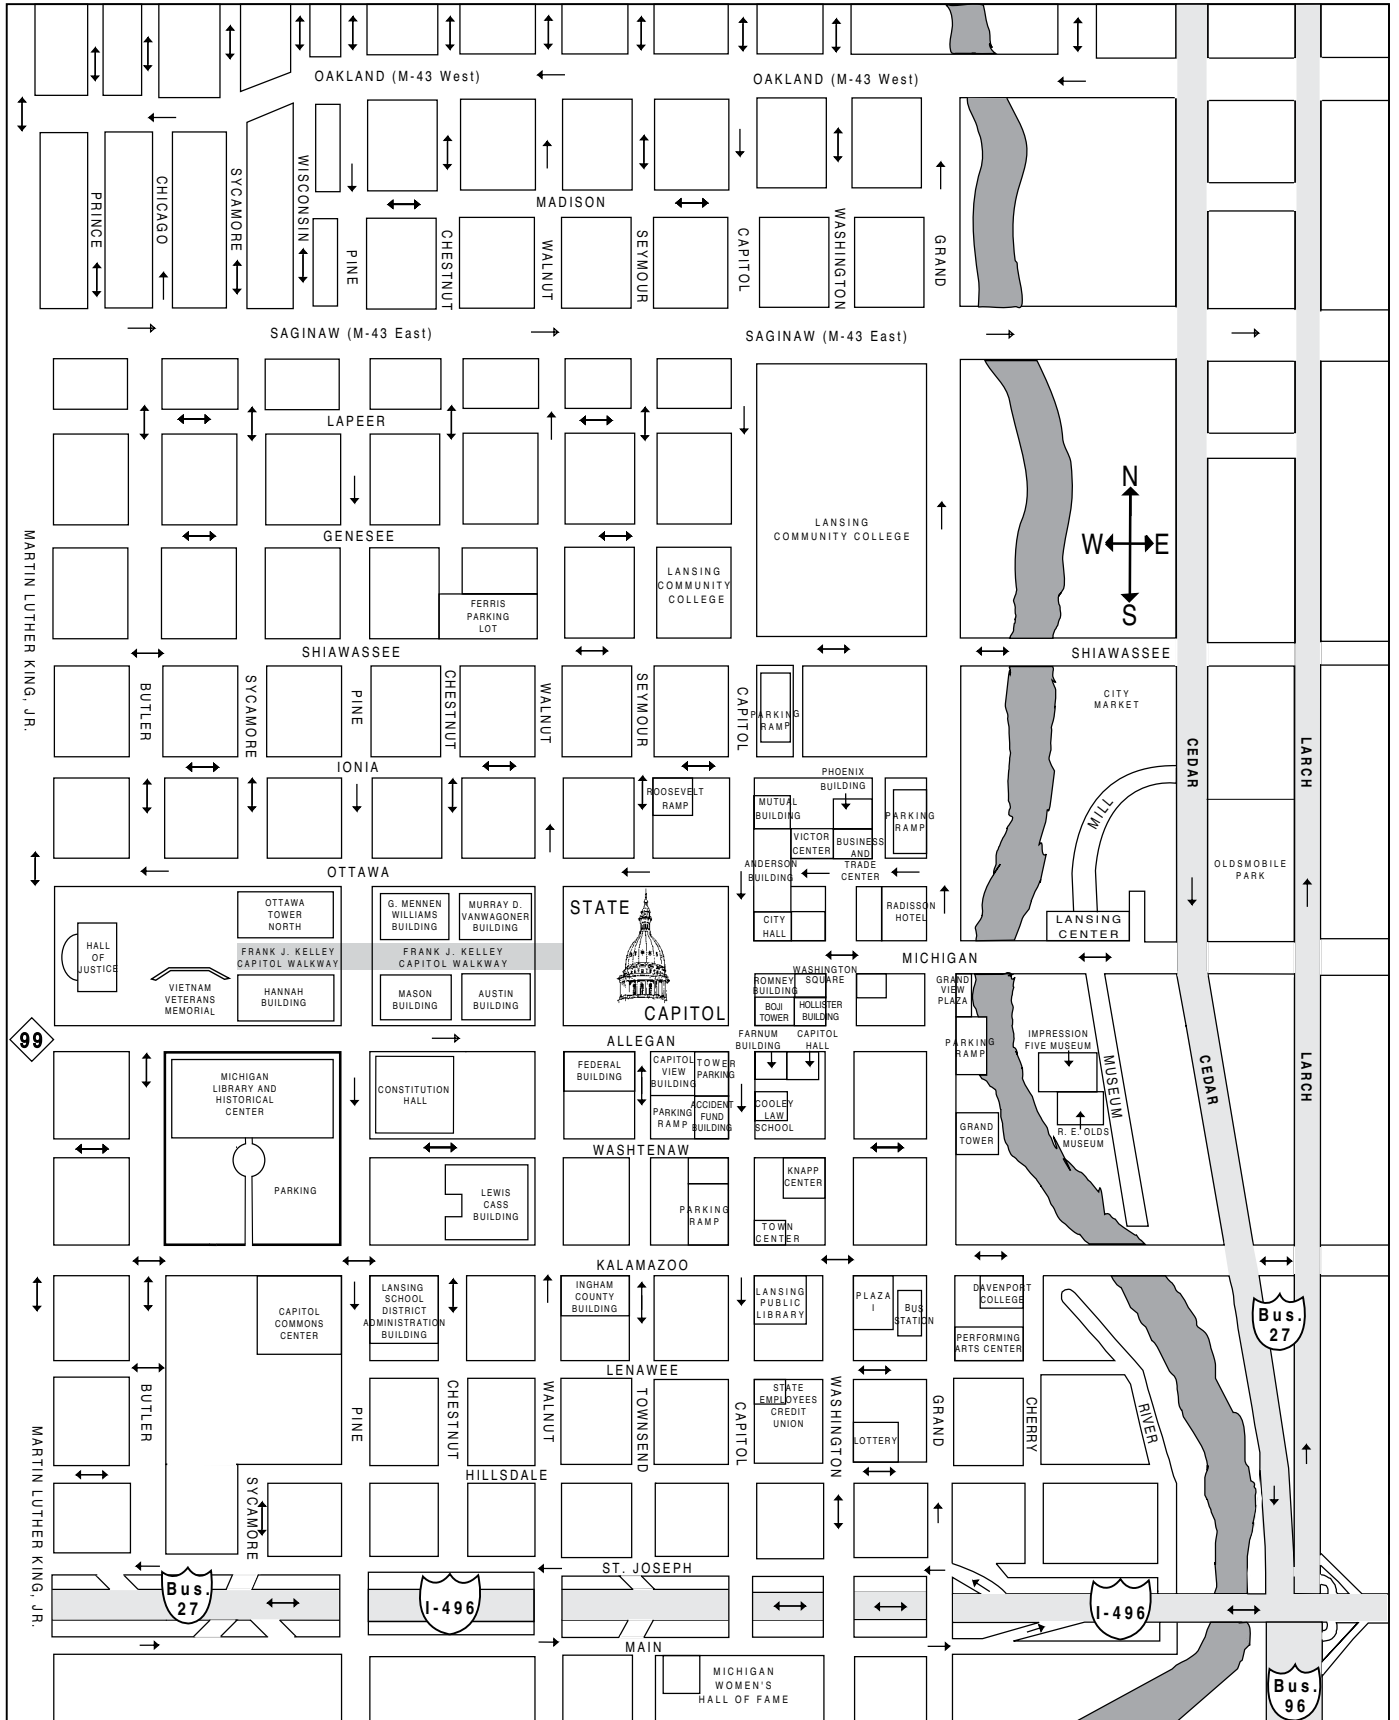 OAKLAND (M-43 West)
OAKLAND (M-43 West)
PRINCE
CHICAGO
SYCAMORE
WISCONSIN
PINE
CHESTNUT
MADISON
WALNUT
SEYMOUR
CAPITOL
WASHINGTON
GRAND
SAGINAW (M-43 East)
SAGINAW (M-43 East)
LAPEER
N
W
E
S
LANSING
COMMUNITY COLLEGE
GENESEE
MARTIN LUTHER KING, JR.
LANSING
COMMUNITY
COLLEGE
FERRIS
PARKING
LOT
SHIAWASSEE
SHIAWASSEE
BUTLER
SYCAMORE
PINE
CHESTNUT
WALNUT
SEYMOUR
CAPITOL
PARKING
RAMP
CITY
MARKET
CEDAR
LARCH
IONIA
ROOSEVELT
RAMP
PHOENIX
BUILDING
MUTUAL
BUILDING
VICTOR
CENTER
BUSINESS
AND
TRADE
CENTER
PARKING
RAMP
MILL
ANDERSON
BUILDING
OLDSMOBILE
PARK
OTTAWA
OTTAWA
TOWER
NORTH
G. MENNEN
WILLIAMS
BUILDING
MURRAY D.
VANWAGONER
BUILDING
STATE
CAPITOL
CITY
HALL
RADISSON
HOTEL
LANSING
CENTER
HALL
OF
JUSTICE
FRANK J. KELLEY
CAPITOL WALKWAY
FRANK J. KELLEY
CAPITOL WALKWAY
MICHIGAN
VIETNAM
VETERANS
MEMORIAL
HANNAH
BUILDING
MASON
BUILDING
AUSTIN
BUILDING
ROMNEY
BUILDING
WASHINGTON
SQUARE
BOJI
TOWER
HOLLISTER
BUILDING
GRAND
VIEW
PLAZA
99
ALLEGAN
FARNUM
BUILDING
CAPITOL
HALL
PARKING
RAMP
IMPRESSION
FIVE MUSEUM
MUSEUM
CEDAR
LARCH
MICHIGAN
LIBRARY AND
HISTORICAL
CENTER
CONSTITUTION
HALL
FEDERAL
BUILDING
CAPITOL
VIEW
BUILDING
TOWER
PARKING
PARKING
RAMP
ACCIDENT
FUND
BUILDING
COOLEY
LAW
SCHOOL
GRAND
TOWER
R. E. OLDS
MUSEUM
WASHTENAW
PARKING
LEWIS
CASS
BUILDING
PARKING
RAMP
KNAPP
CENTER
TOWN
CENTER
KALAMAZOO
CAPITOL
COMMONS
CENTER
LANSING
SCHOOL
DISTRICT
ADMINISTRATION
BUILDING
INGHAM
COUNTY
BUILDING
LANSING
PUBLIC
LIBRARY
PLAZA
I
BUS
STATION
DAVENPORT
COLLEGE
PERFORMING
ARTS CENTER
Bus.
27
LENAWEE
MARTIN LUTHER KING, JR.
BUTLER
PINE
CHESTNUT
WALNUT
TOWNSEND
CAPITOL
STATE
EMPLOYEES
CREDIT
UNION
WASHINGTON
LOTTERY
GRAND
CHERRY
RIVER
HILLSDALE
SYCAMORE
ST. JOSEPH
Bus.
27
I-496
I-496
MAIN
MICHIGAN
WOMEN'S
HALL OF FAME
Bus.
96